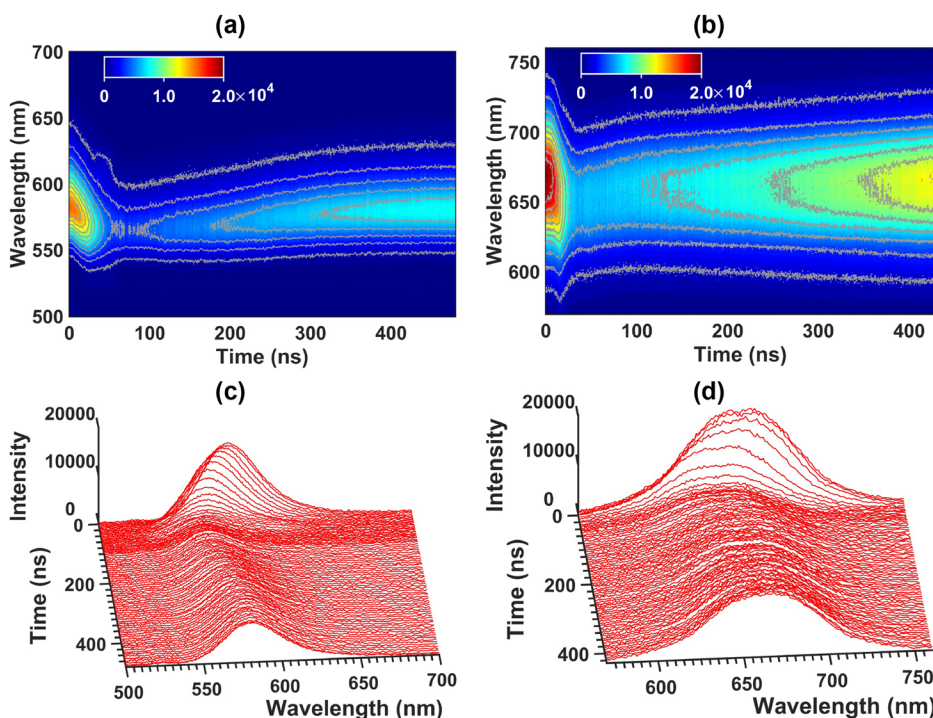 (a)
700
650
600
550
500
Wavelength (nm)
0 1.0 2.0×10⁴
0 100 200 300 400
Time (ns)
(b)
750
700
650
600
Wavelength (nm)
0 1.0 2.0×10⁴
0 100 200 300 400
Time (ns)
(c)
20000
10000
0
Intensity
0
200
400
Time (ns)
500 550 600 650 700
Wavelength (nm)
(d)
20000
10000
0
Intensity
0
200
400
Time (ns)
600 650 700 750
Wavelength (nm)